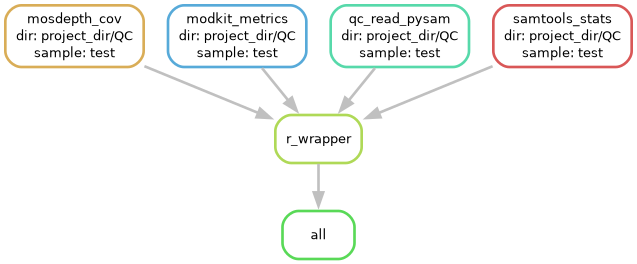 mosdepth_cov
dir: project_dir/QC
sample: test
modkit_metrics
dir: project_dir/QC
sample: test
qc_read_pysam
dir: project_dir/QC
sample: test
samtools_stats
dir: project_dir/QC
sample: test
r_wrapper
all